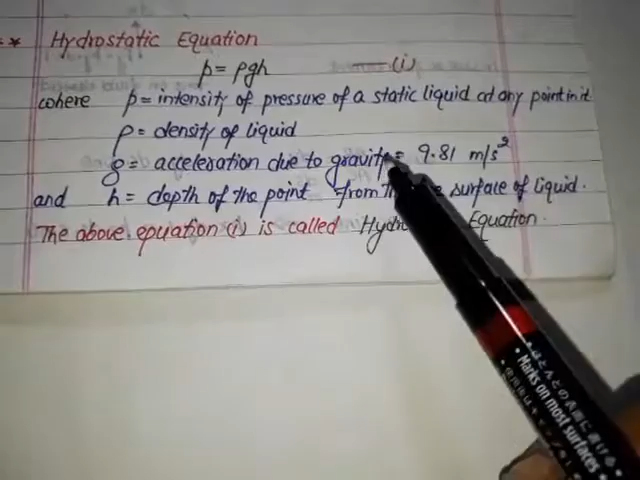 * Hydrostatic Equation
p = ρgh —— (i)
where p = intensity of pressure of a static liquid at any point in it
ρ = density of liquid
g = acceleration due to gravity = 9.81 m/s²
and h = depth of the point from surface of liquid.
The above equation (i) is called Equation.
Marks on most surfaces